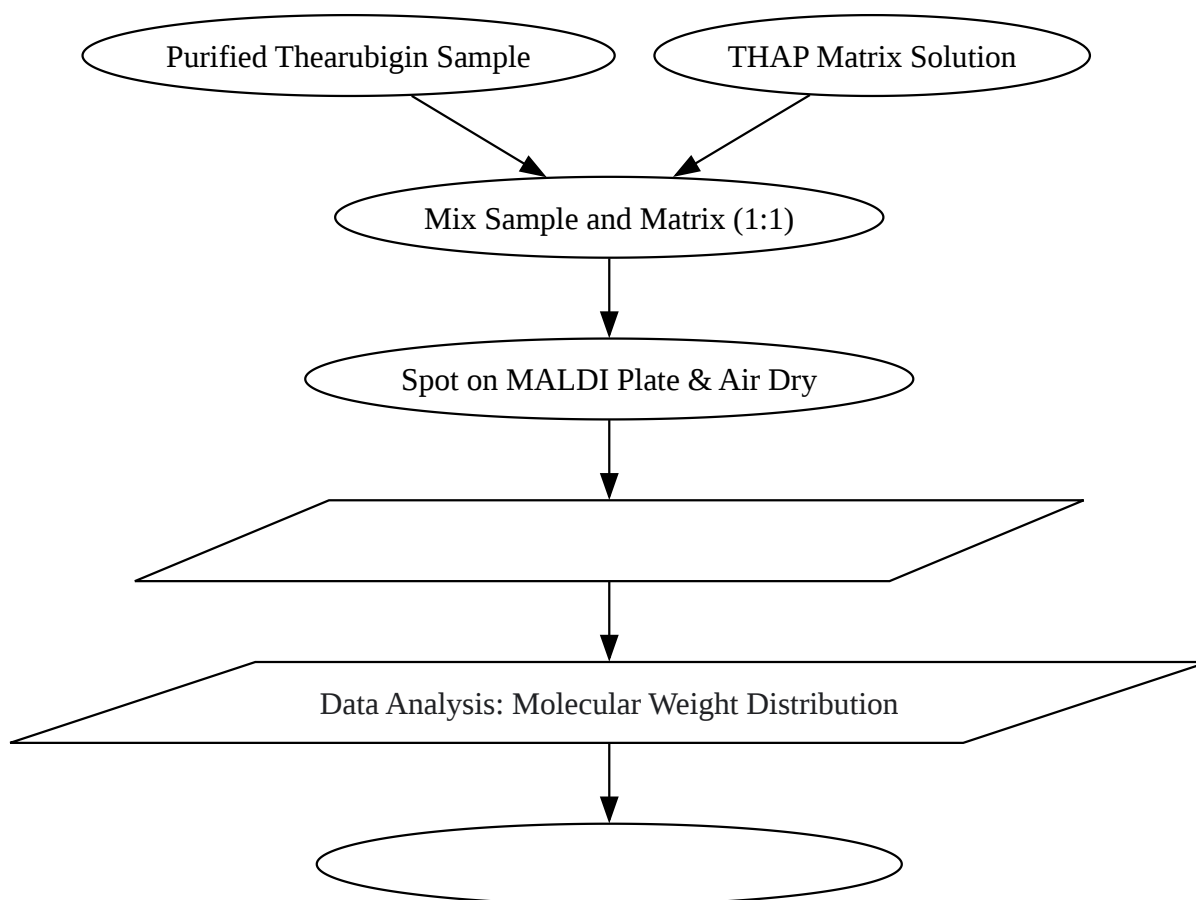 Purified Thearubigin Sample
THAP Matrix Solution
Mix Sample and Matrix (1:1)
Spot on MALDI Plate & Air Dry
Data Analysis: Molecular Weight Distribution